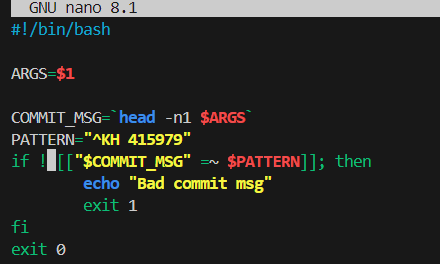 GNU nano 8.1
#!/bin/bash
ARGS=$1
COMMIT_MSG=`head -n1 $ARGS`
PATTERN="^KH 415979"
if ! [["$COMMIT_MSG" =~ $PATTERN]]; then
echo "Bad commit msg"
exit 1
fi
exit 0